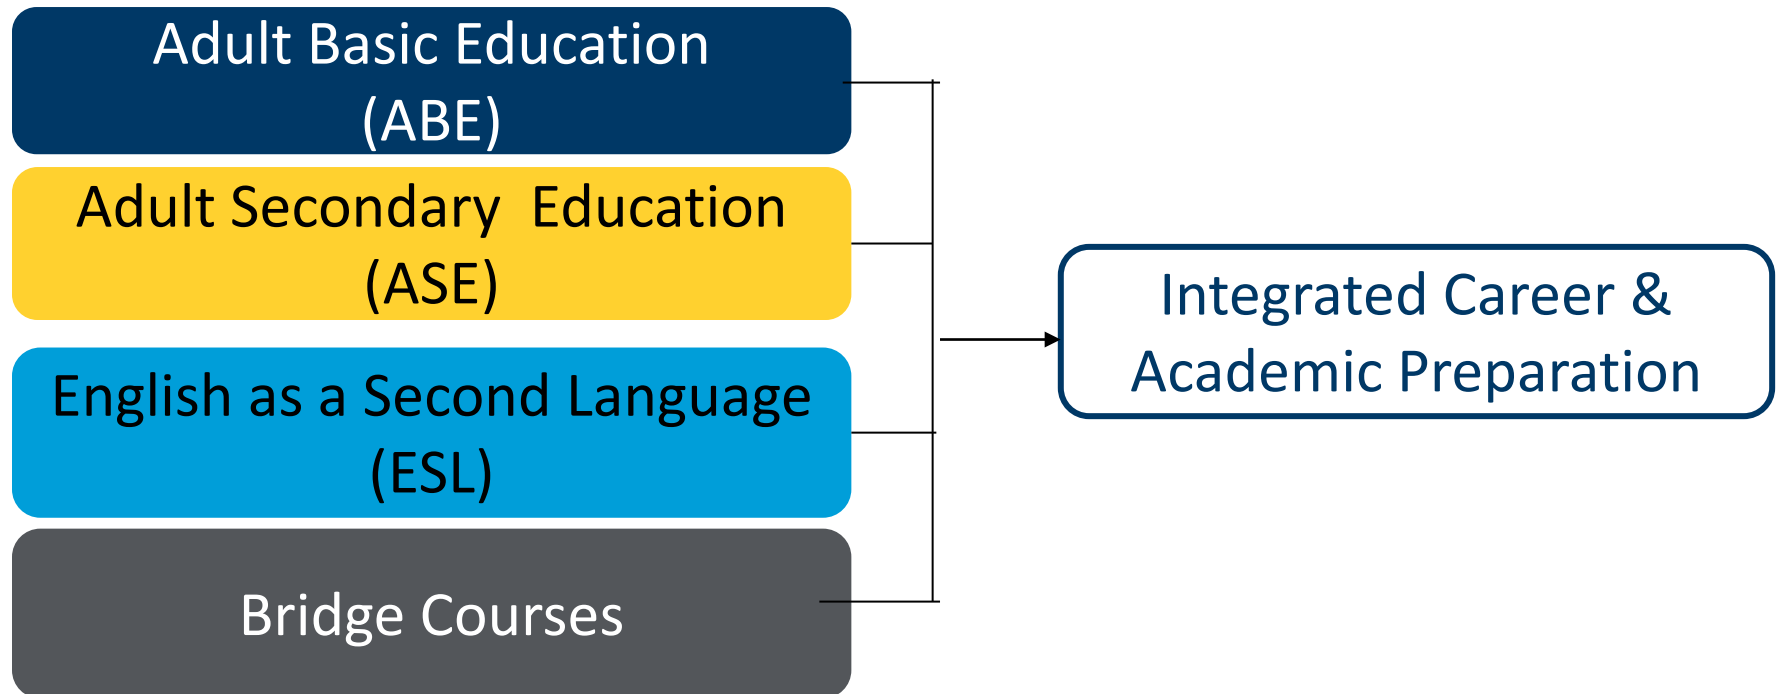 Adult Basic Education
(ABE)
Adult Secondary  Education
(ASE)
English as a Second Language
(ESL)
Bridge Courses
Integrated Career &
Academic Preparation